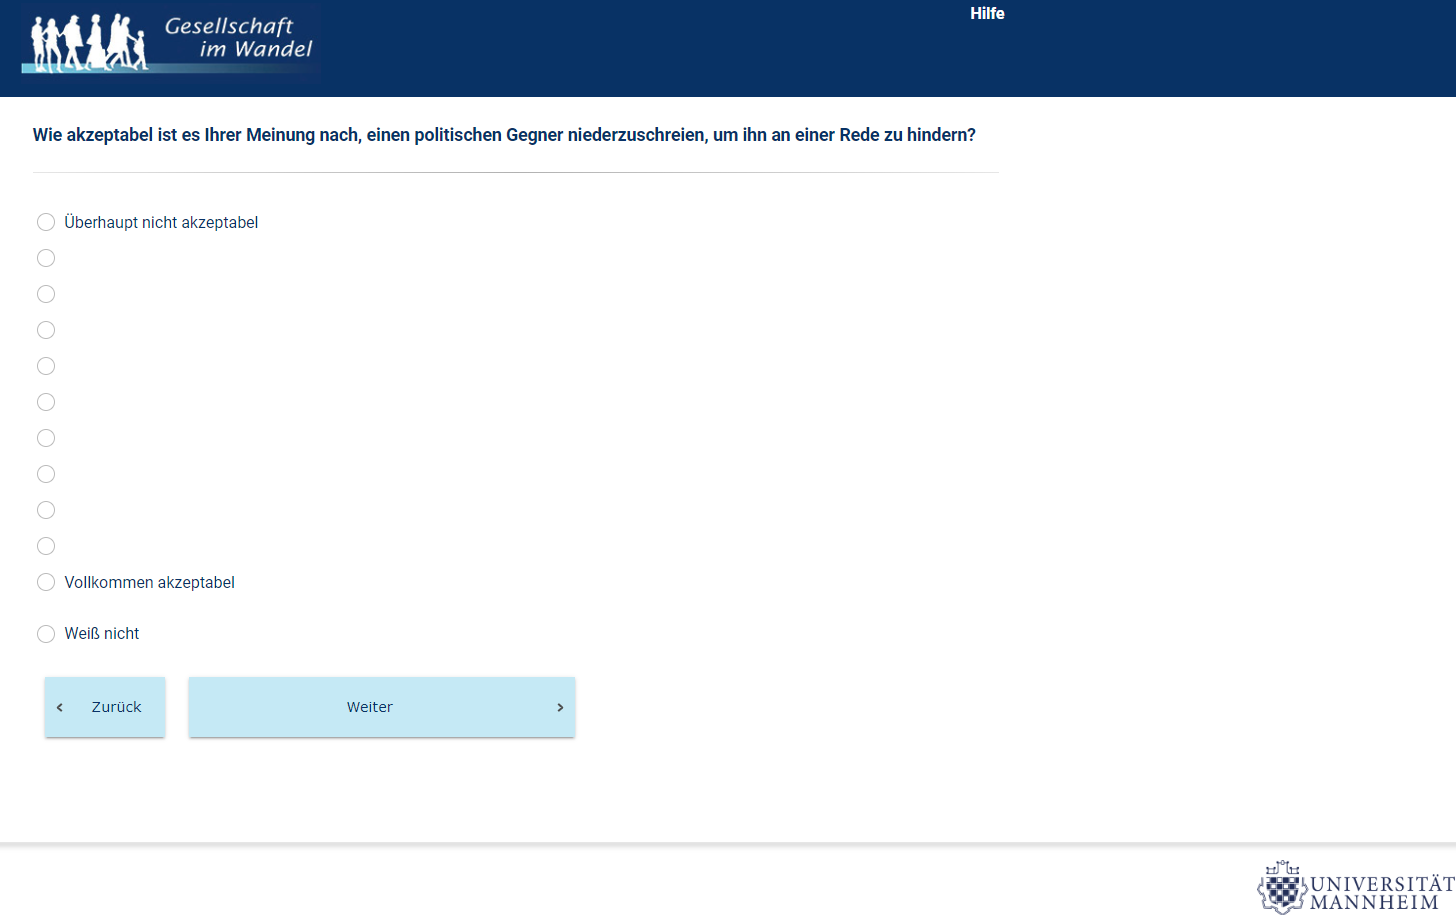 Gesellschaft
im Wandel
Hilfe
Wie akzeptabel ist es Ihrer Meinung nach, einen politischen Gegner niederzuschreien, um ihn an einer Rede zu hindern?
Überhaupt nicht akzeptabel
Vollkommen akzeptabel
Weiß nicht
‹ Zurück
Weiter ›
UNIVERSITÄT
MANNHEIM